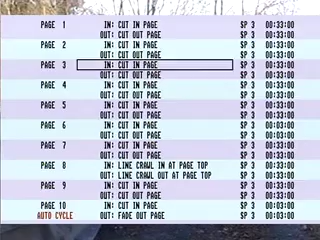 PAGE 1 IN: CUT IN PAGE SP 3 00:33:00
OUT: CUT OUT PAGE SP 3 00:33:00
PAGE 2 IN: CUT IN PAGE SP 3 00:33:00
OUT: CUT OUT PAGE SP 3 00:33:00
PAGE 3 IN: CUT IN PAGE SP 3 00:33:00
OUT: CUT OUT PAGE SP 3 00:33:00
PAGE 4 IN: CUT IN PAGE SP 3 00:33:00
OUT: CUT OUT PAGE SP 3 00:33:00
PAGE 5 IN: CUT IN PAGE SP 3 00:33:00
OUT: CUT OUT PAGE SP 3 00:33:00
PAGE 6 IN: CUT IN PAGE SP 3 00:03:00
OUT: CUT OUT PAGE SP 3 00:03:00
PAGE 7 IN: CUT IN PAGE SP 3 00:33:00
OUT: CUT OUT PAGE SP 3 00:33:00
PAGE 8 IN: LINE CRAWL IN AT PAGE TOP SP 3 00:33:00
OUT: LINE CRAWL OUT AT PAGE TOP SP 3 00:33:00
PAGE 9 IN: CUT IN PAGE SP 3 00:33:00
OUT: CUT OUT PAGE SP 3 00:33:00
PAGE 10 IN: CUT IN PAGE SP 3 00:33:00
AUTO CYCLE OUT: FADE OUT PAGE SP 3 00:33:00